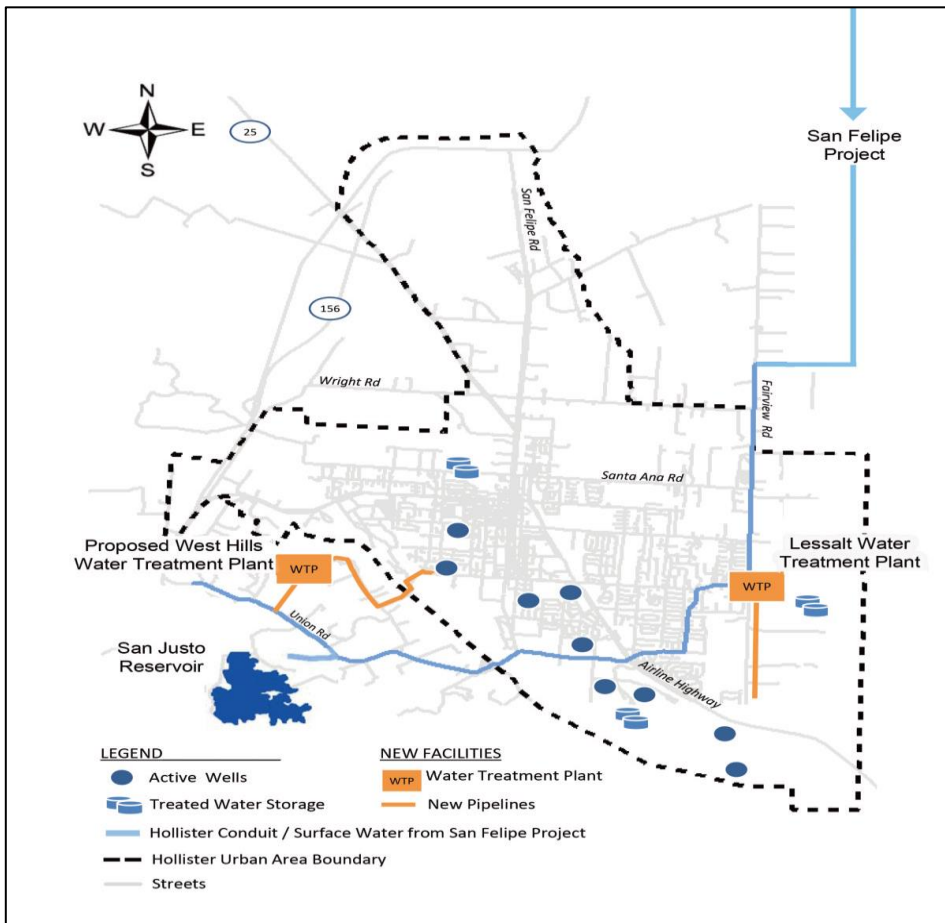 N
W E
S
25
San Felipe
Project
San Felipe Rd
156
Wright Rd
Fairview Rd
Santa Ana Rd
Proposed West Hills
Water Treatment Plant
WTP
Lessalt Water
Treatment Plant
WTP
Union Rd
San Justo
Reservoir
Airline Highway
LEGEND
Active Wells
Treated Water Storage
Hollister Conduit / Surface Water from San Felipe Project
Hollister Urban Area Boundary
Streets
NEW FACILITIES
WTP Water Treatment Plant
New Pipelines